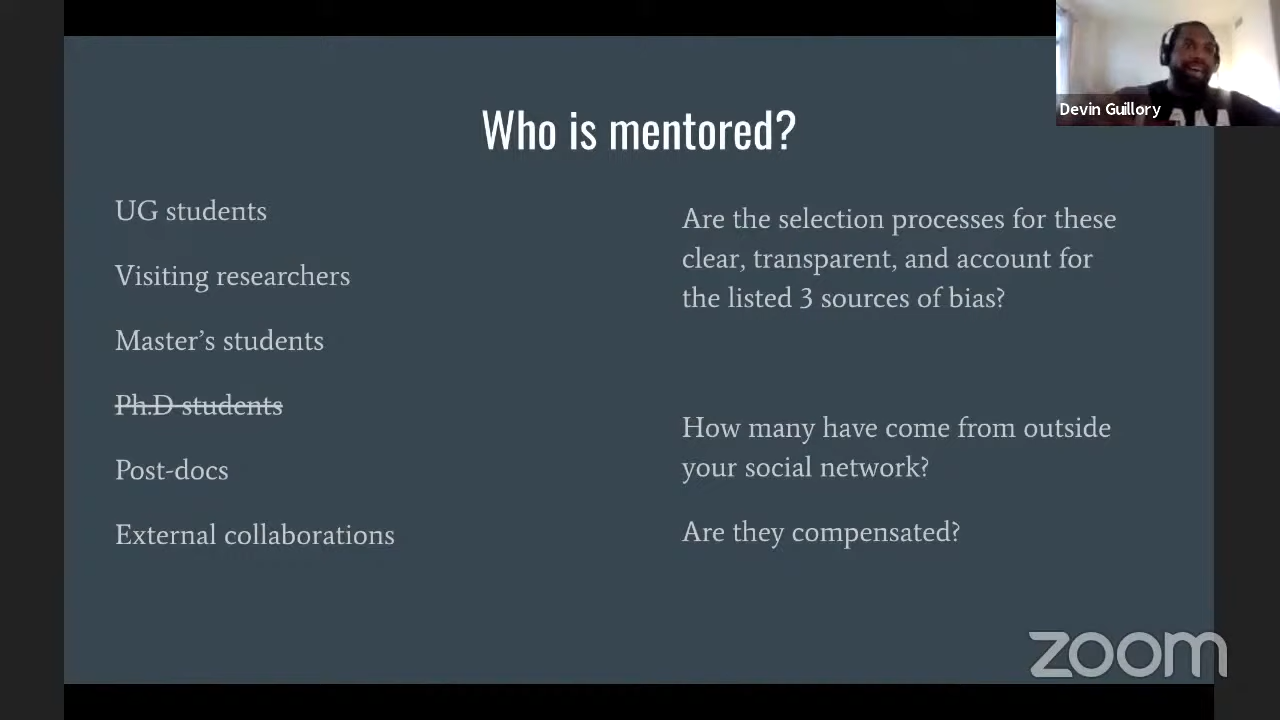 Devin Guillory
Who is mentored?
UG students
Visiting researchers
Master’s students
Ph.D students
Post-docs
External collaborations
Are the selection processes for these
clear, transparent, and account for
the listed 3 sources of bias?
How many have come from outside
your social network?
Are they compensated?
zoom